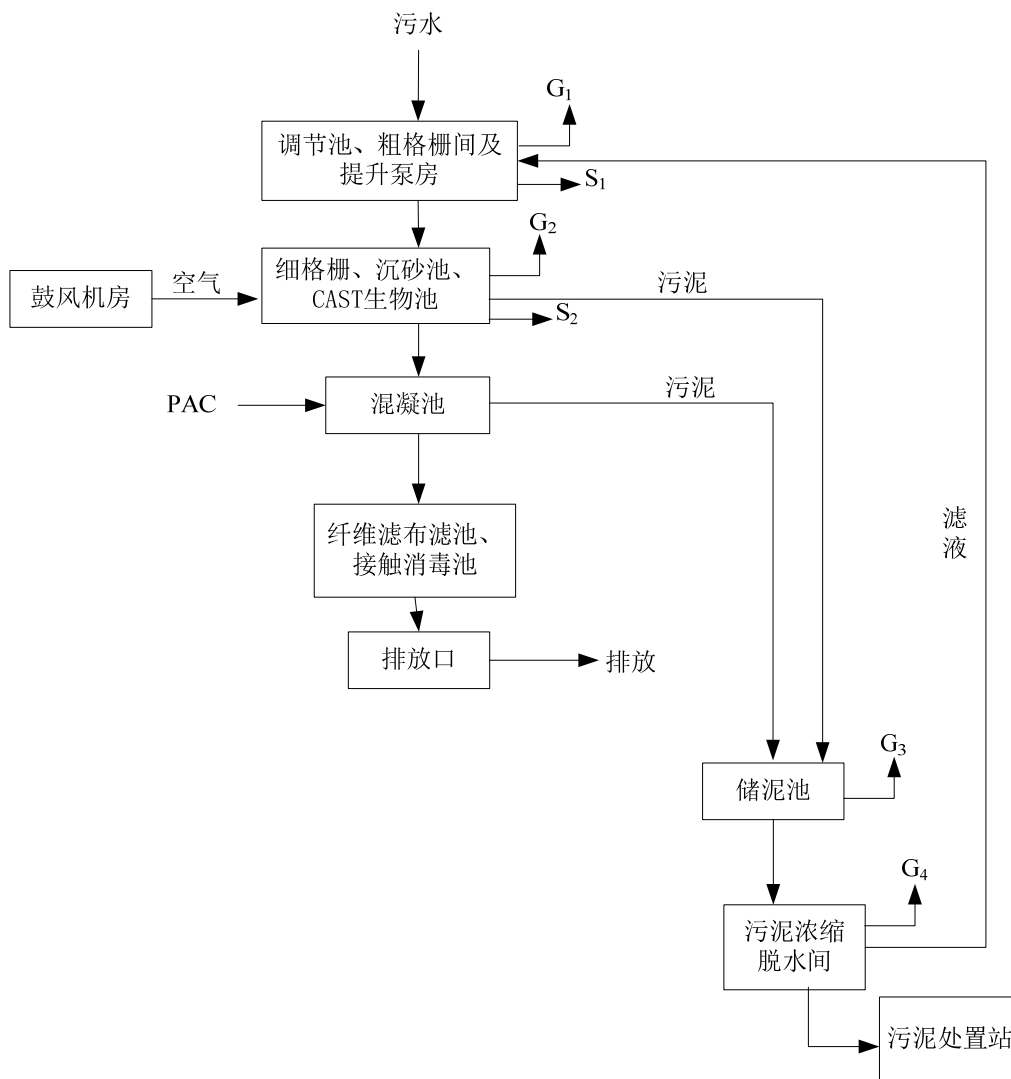 污水
G₁
调节池、粗格栅间及
提升泵房
S₁
G₂
细格栅、沉砂池、
CAST生物池
污泥
鼓风机房
空气
S₂
污泥
PAC
混凝池
纤维滤布滤池、
接触消毒池
滤
液
排放口
排放
G₃
储泥池
G₄
污泥浓缩
脱水间
污泥处置站